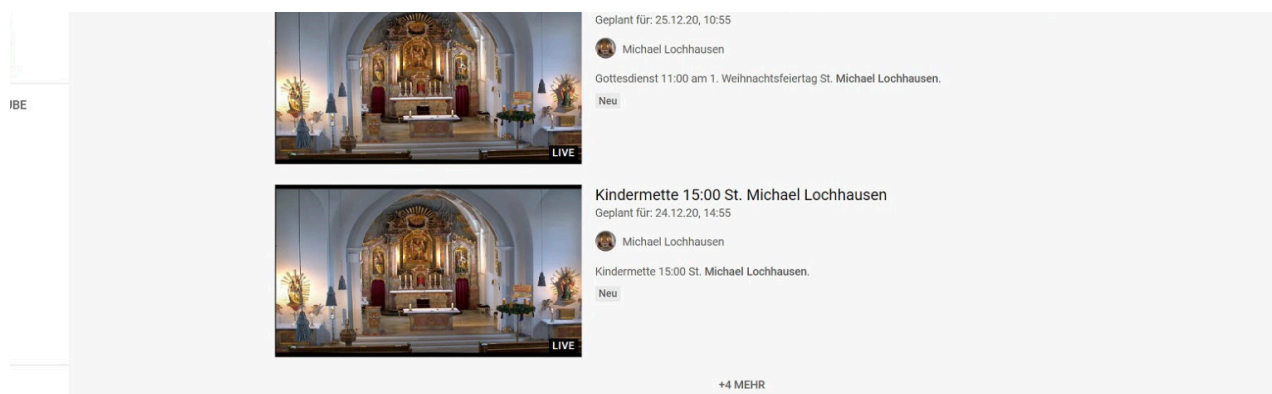 Geplant für: 25.12.20, 10:55
Michael Lochhausen
Gottesdienst 11:00 am 1. Weihnachtsfeiertag St. Michael Lochhausen.
Neu
LIVE
Kindermette 15:00 St. Michael Lochhausen
Geplant für: 24.12.20, 14:55
Michael Lochhausen
Kindermette 15:00 St. Michael Lochhausen.
Neu
LIVE
+4 MEHR